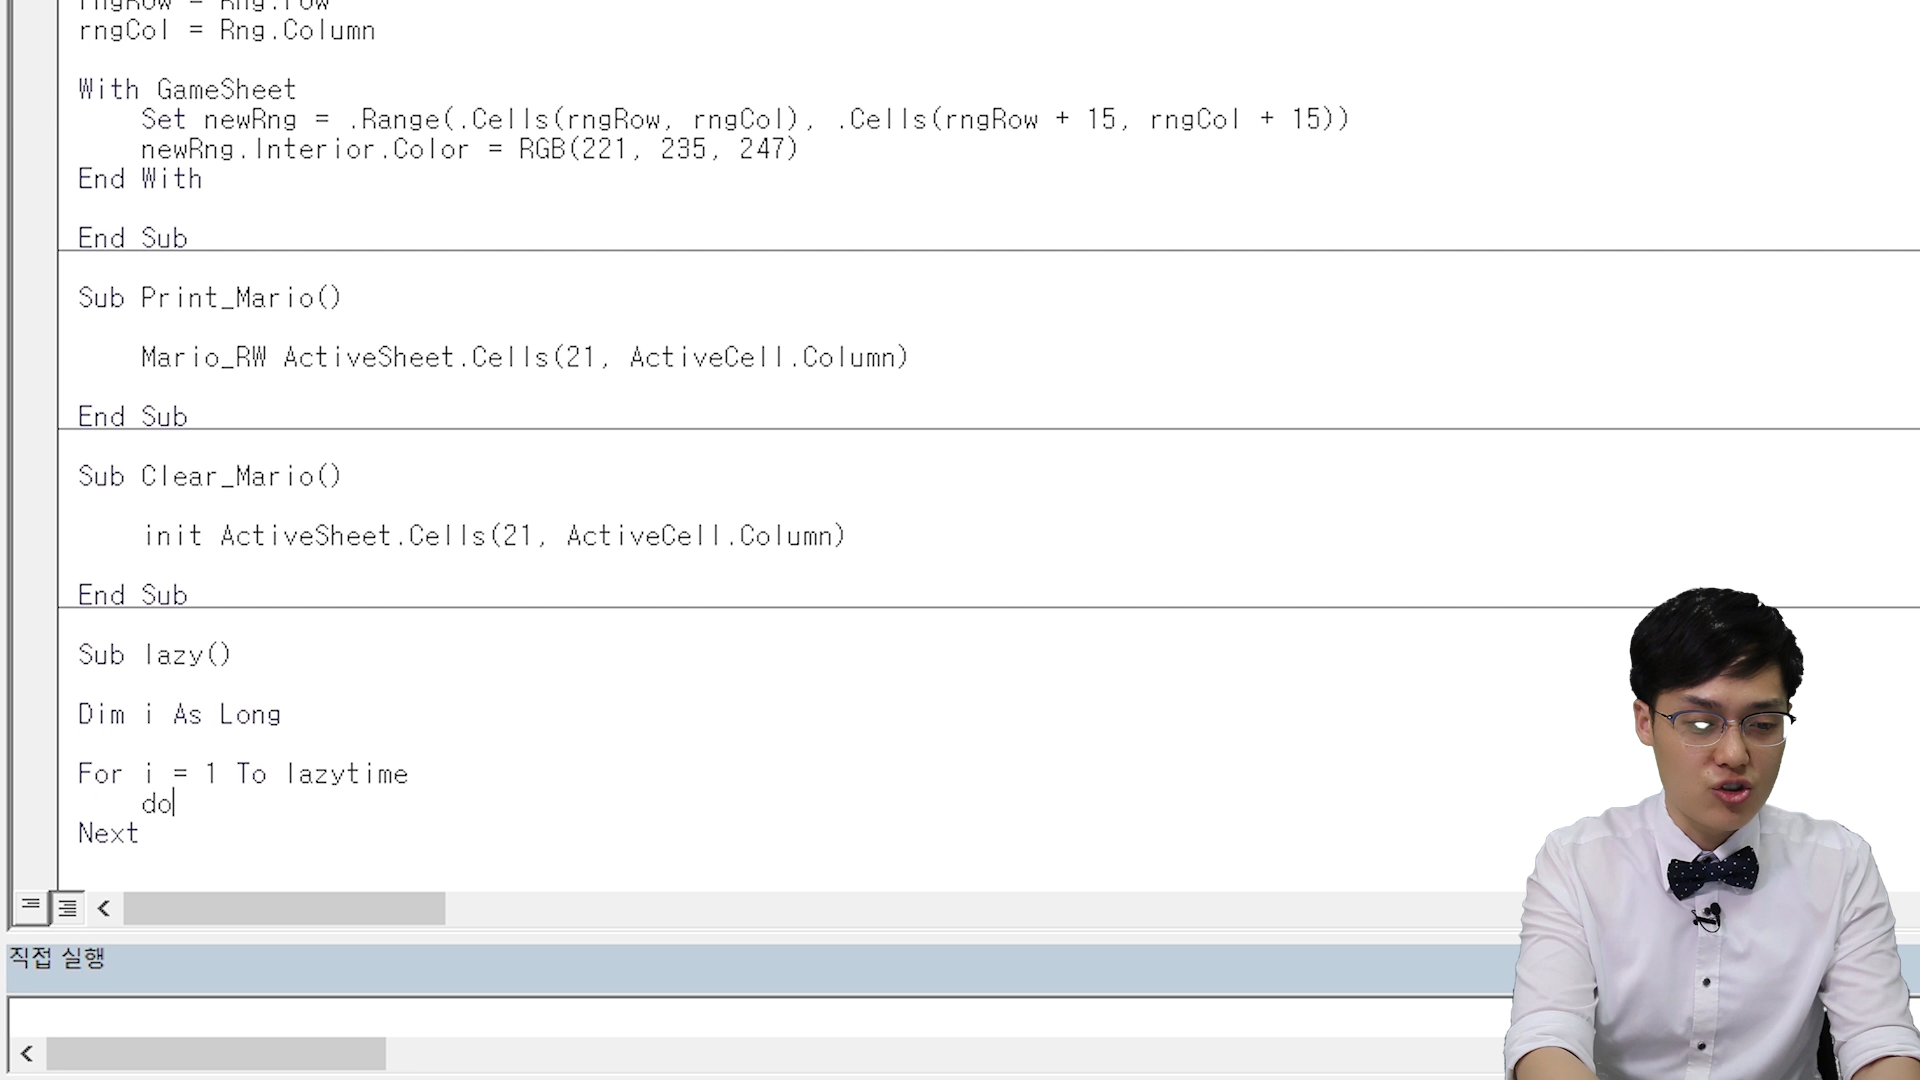 rngRow = Rng.row
rngCol = Rng.Column
With GameSheet
Set newRng = .Range(.Cells(rngRow, rngCol), .Cells(rngRow + 15, rngCol + 15))
newRng.Interior.Color = RGB(221, 235, 247)
End With
End Sub
Sub Print_Mario()
Mario_RW ActiveSheet.Cells(21, ActiveCell.Column)
End Sub
Sub Clear_Mario()
init ActiveSheet.Cells(21, ActiveCell.Column)
End Sub
Sub lazy()
Dim i As Long
For i = 1 To lazytime
do
Next
직접 실행